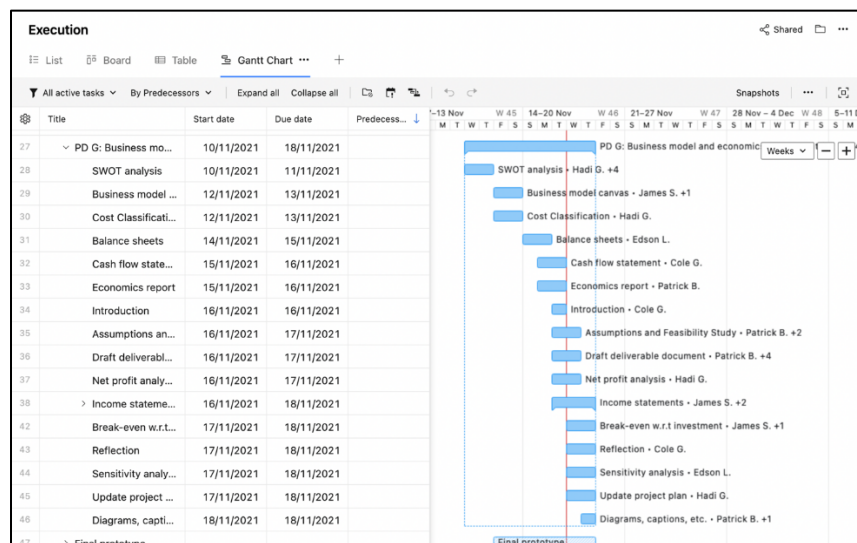 Execution
Shared
List Board Table Gantt Chart
All active tasks By Predecessors Expand all Collapse all Snapshots
Title Start date Due date Predecess...
-13 Nov W 45 14-20 Nov W 46 21-27 Nov W 47 28 Nov - 4 Dec W 48 5-11 D
M T W T F S S M T W T F S S M T W T F S S M T W T F S S M
27 PD G: Business mo... 10/11/2021 18/11/2021 PD G: Business model and economic
Weeks
28 SWOT analysis 10/11/2021 11/11/2021 SWOT analysis • Hadi G. +4
29 Business model ... 12/11/2021 13/11/2021 Business model canvas • James S. +1
30 Cost Classificati... 12/11/2021 13/11/2021 Cost Classification • Hadi G.
31 Balance sheets 14/11/2021 15/11/2021 Balance sheets • Edson L.
32 Cash flow state... 15/11/2021 16/11/2021 Cash flow statement • Cole G.
33 Economics report 15/11/2021 16/11/2021 Economics report • Patrick B.
34 Introduction 16/11/2021 16/11/2021 Introduction • Cole G.
35 Assumptions an... 16/11/2021 17/11/2021 Assumptions and Feasibility Study • Patrick B. +2
36 Draft deliverabl... 16/11/2021 17/11/2021 Draft deliverable document • Patrick B. +4
37 Net profit analy... 16/11/2021 17/11/2021 Net profit analysis • Hadi G.
38 Income stateme... 16/11/2021 18/11/2021 Income statements • James S. +2
42 Break-even w.r.t... 17/11/2021 18/11/2021 Break-even w.r.t investment • James S. +1
43 Reflection 17/11/2021 18/11/2021 Reflection • Cole G.
44 Sensitivity analy... 17/11/2021 18/11/2021 Sensitivity analysis • Edson L.
45 Update project ... 17/11/2021 18/11/2021 Update project plan • Hadi G.
46 Diagrams, capti... 18/11/2021 18/11/2021 Diagrams, captions, etc. • Patrick B. +1
47 Final prototype Final prototype